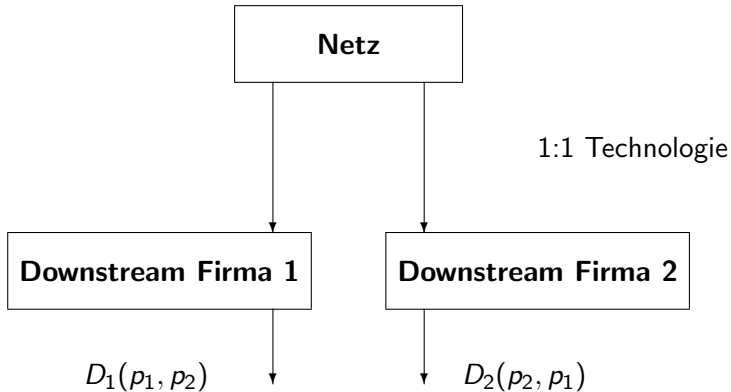 Netz
1:1 Technologie
Downstream Firma 1
Downstream Firma 2
D₁(p₁, p₂)
D₂(p₂, p₁)